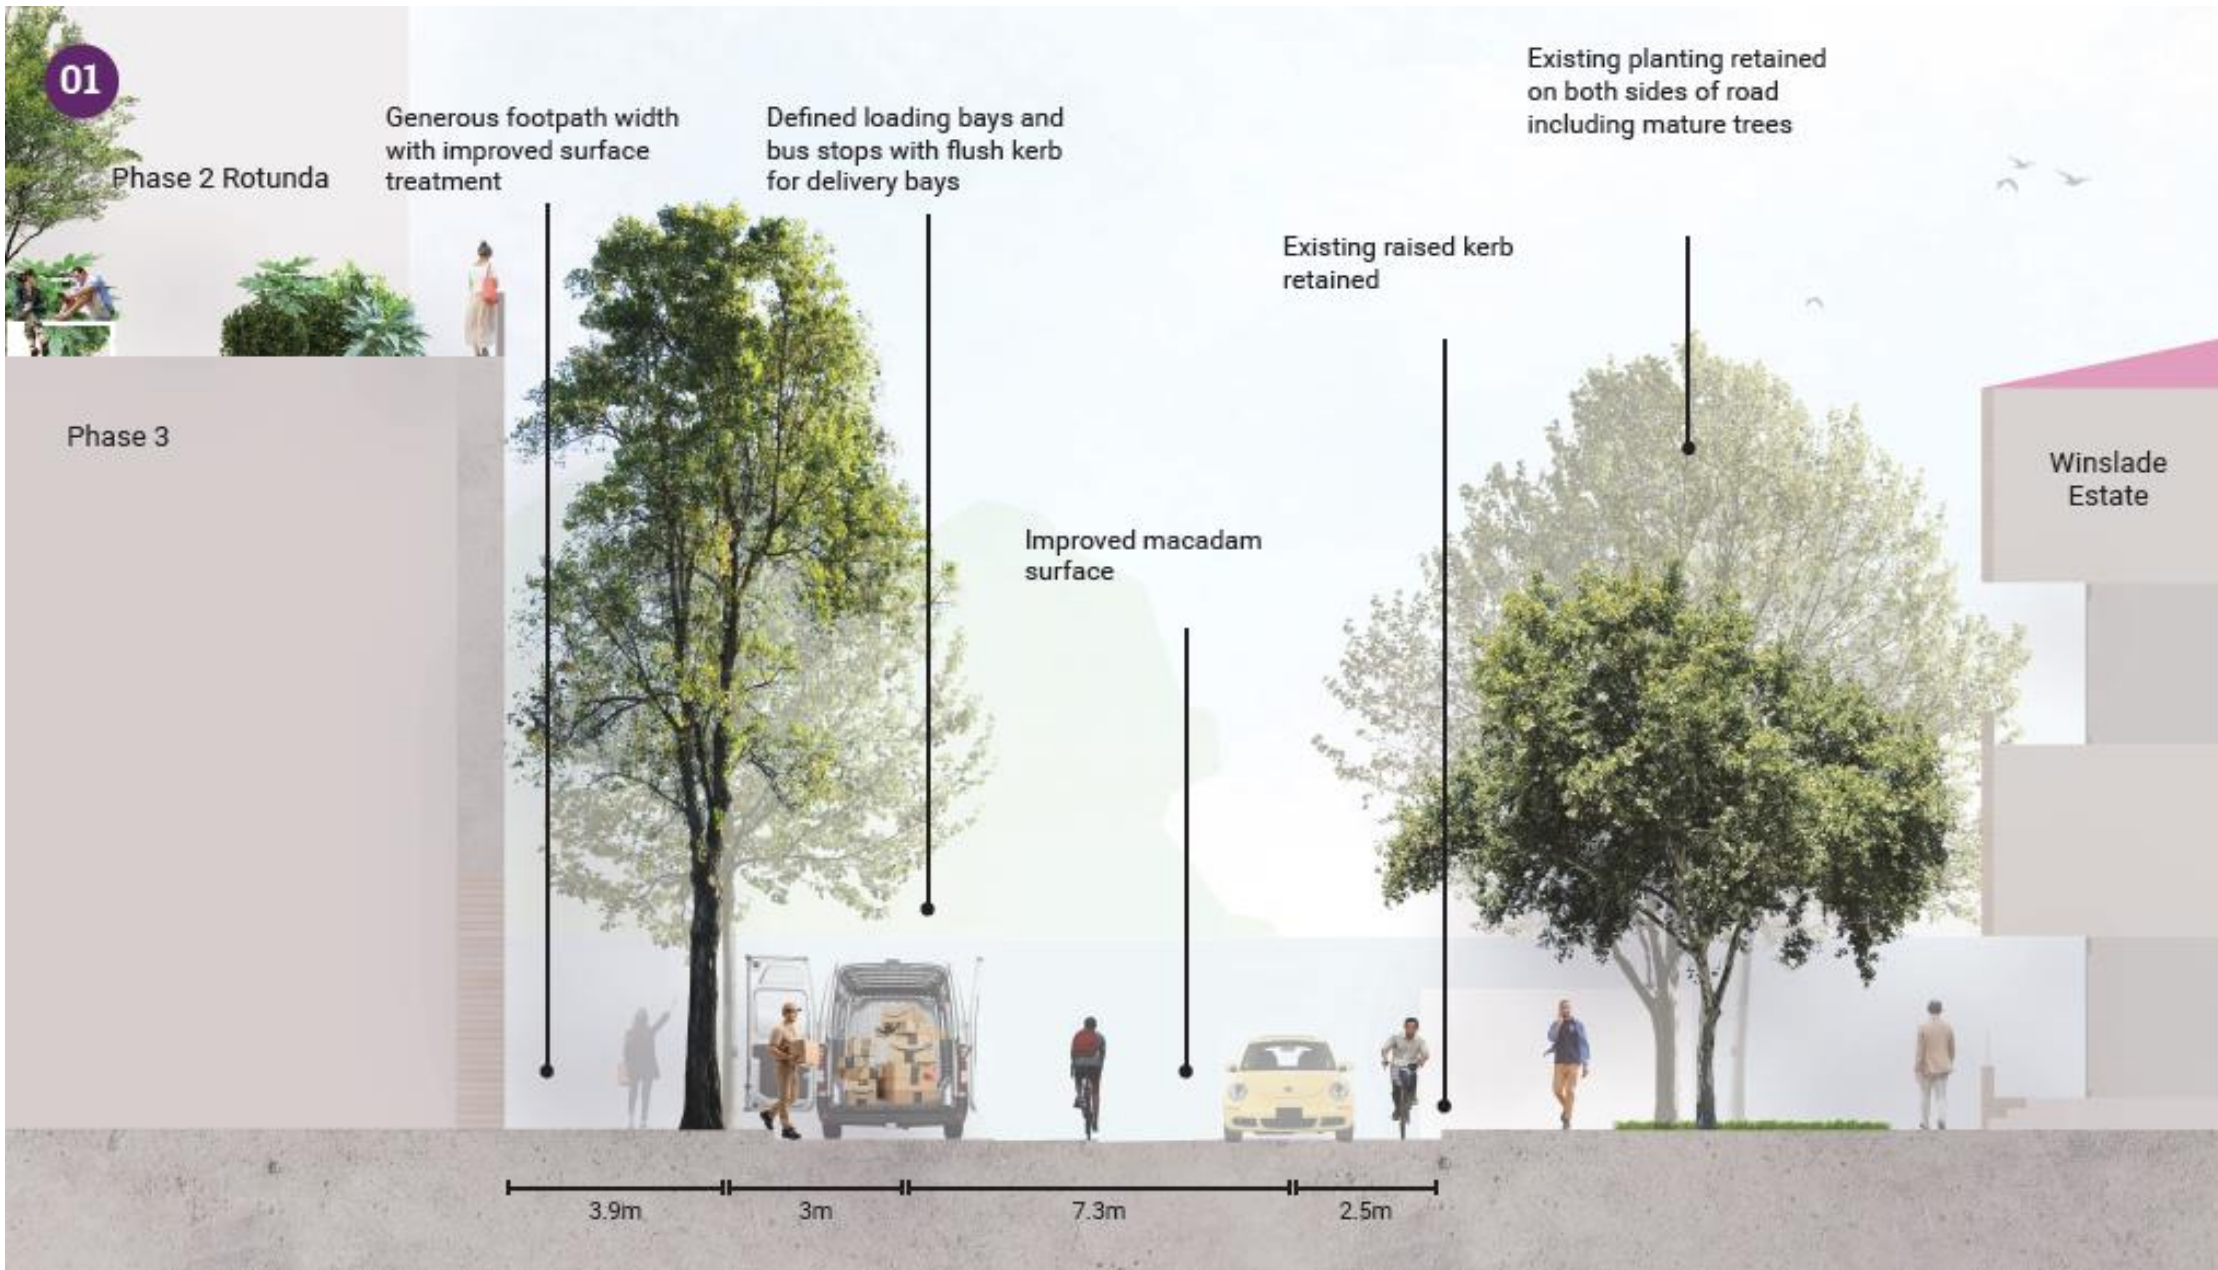 01
Phase 2 Rotunda
Generous footpath width
with improved surface
treatment
Defined loading bays and
bus stops with flush kerb
for delivery bays
Existing planting retained
on both sides of road
including mature trees
Existing raised kerb
retained
Phase 3
Winslade
Estate
Improved macadam
surface
3.9m
3m
7.3m
2.5m